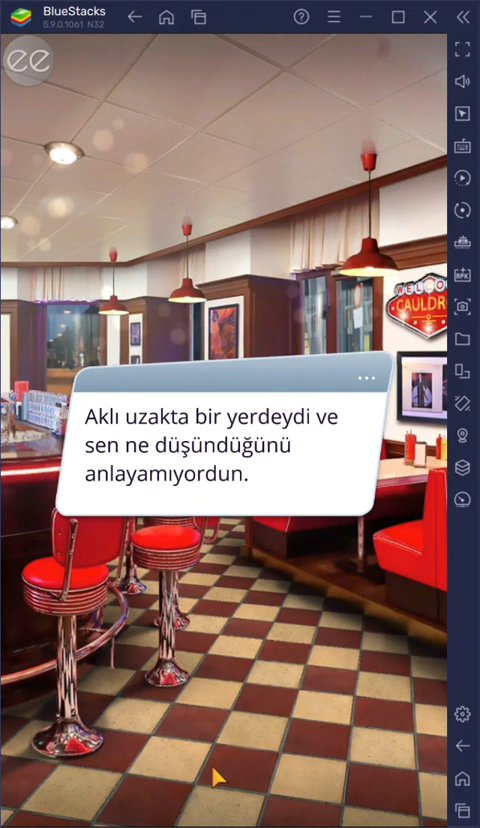 BlueStacks
5.9.0.1061 N32
ee
WELCO
CAULDR
Aklı uzakta bir yerdeydi ve
sen ne düşündüğünü
anlayamıyordun.